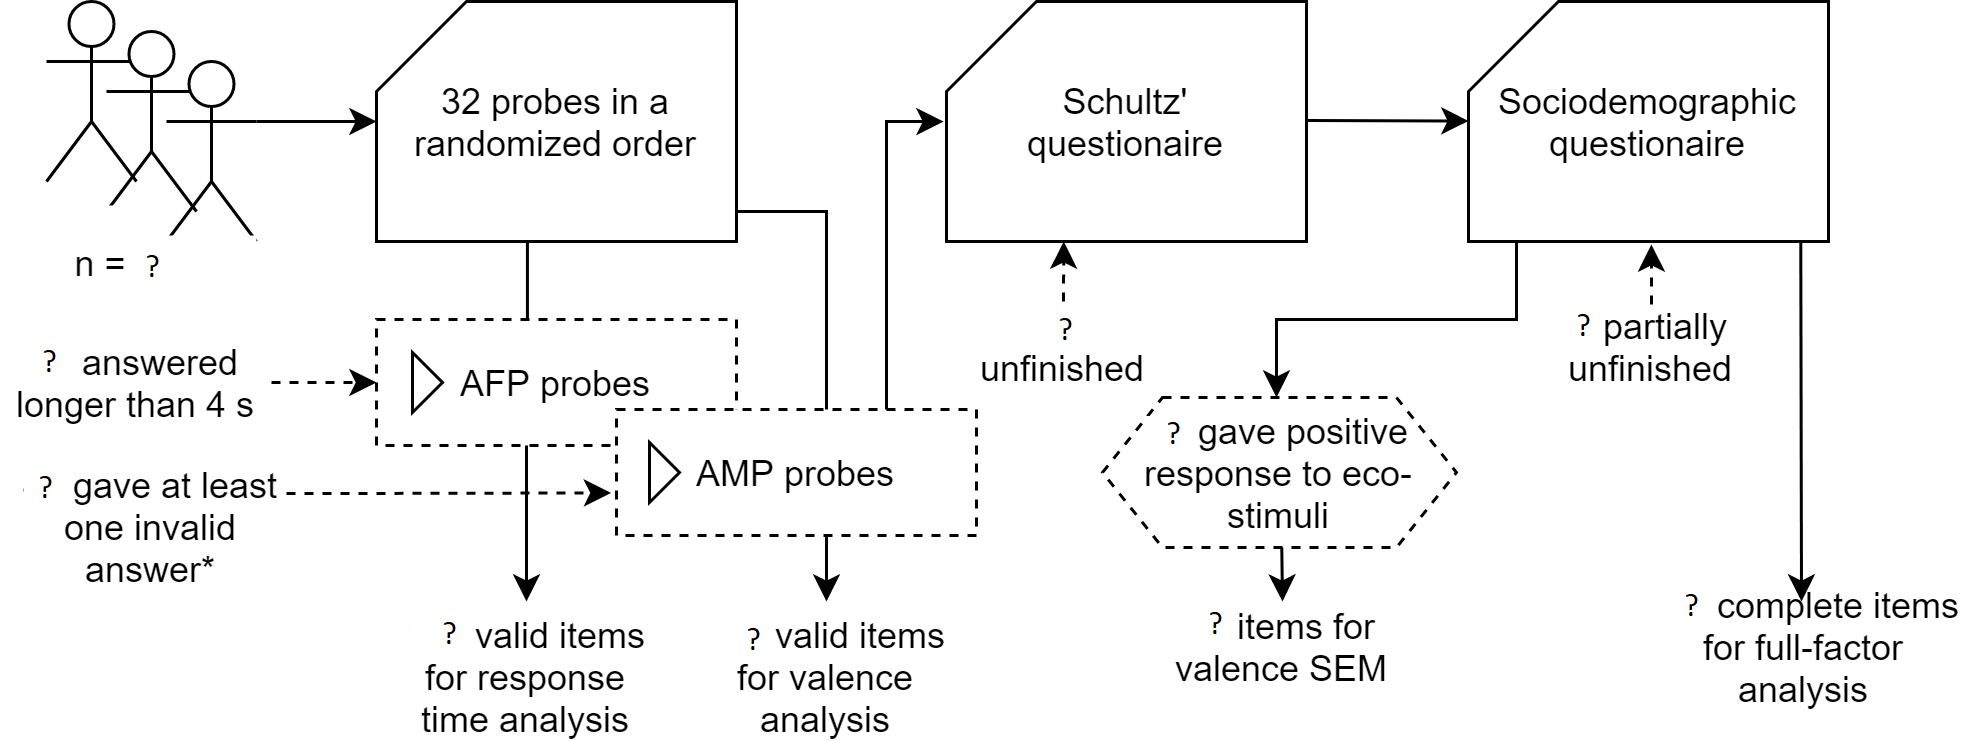 32 probes in a
randomized order
Schultz'
questionaire
Sociodemographic
questionaire
n = ?
? answered
longer than 4 s
AFP probes
? gave at least
one invalid
answer*
AMP probes
?
unfinished
? partially
unfinished
? gave positive
response to eco-
stimuli
? valid items
for response
time analysis
? valid items
for valence
analysis
? items for
valence SEM
? complete items
for full-factor
analysis